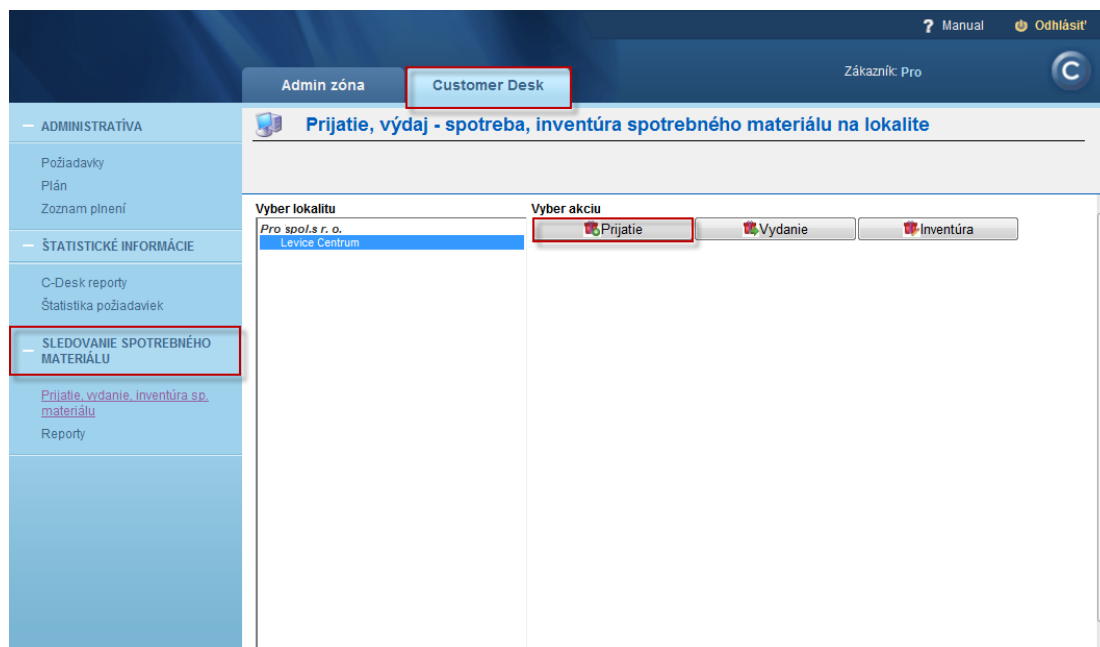 ? Manual Odhlásiť
Zákazník: Pro
C
Admin zóna Customer Desk
ADMINISTRATÍVA
Požiadavky
Plán
Zoznam plnení
ŠTATISTICKÉ INFORMÁCIE
C-Desk reporty
Štatistika požiadaviek
SLEDOVANIE SPOTREBNÉHO
MATERIÁLU
Prijatie, vydanie, inventúra sp.
materiálu
Reporty
Prijatie, výdaj - spotreba, inventúra spotrebného materiálu na lokalite
Vyber lokalitu
Pro spol.s r. o.
Levice Centrum
Vyber akciu
Prijatie Vydanie Inventúra